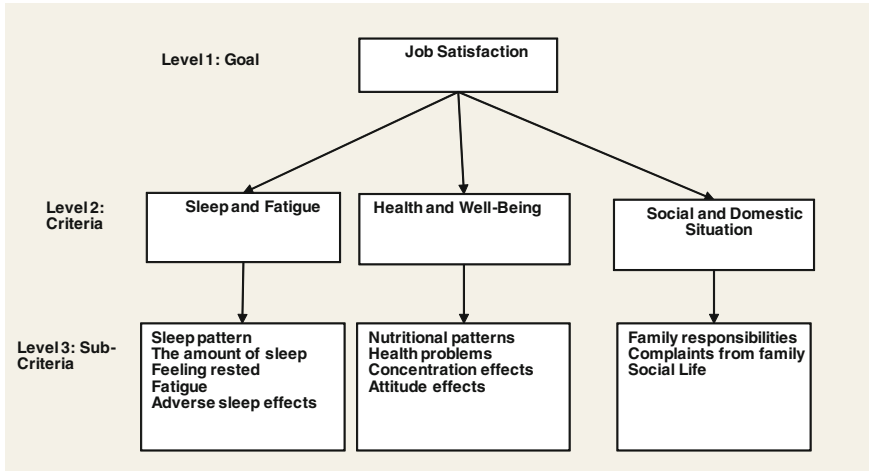 Level 1: Goal
Job Satisfaction
Level 2:
Criteria
Sleep and Fatigue
Health and Well-Being
Social and Domestic
Situation
Level 3: Sub-
Criteria
Sleep pattern
The amount of sleep
Feeling rested
Fatigue
Adverse sleep effects
Nutritional patterns
Health problems
Concentration effects
Attitude effects
Family responsibilities
Complaints from family
Social Life